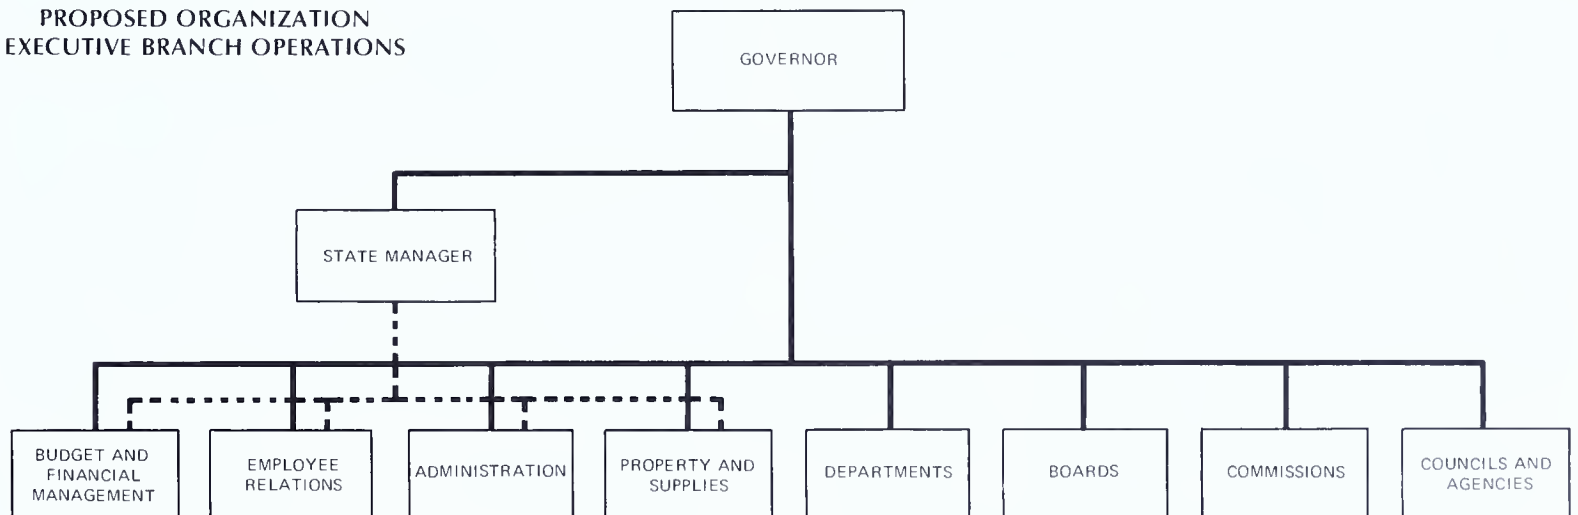 PROPOSED ORGANIZATION
EXECUTIVE BRANCH OPERATIONS
GOVERNOR
STATE MANAGER
BUDGET AND
FINANCIAL
MANAGEMENT
EMPLOYEE
RELATIONS
ADMINISTRATION
PROPERTY AND
SUPPLIES
DEPARTMENTS
BOARDS
COMMISSIONS
COUNCILS AND
AGENCIES